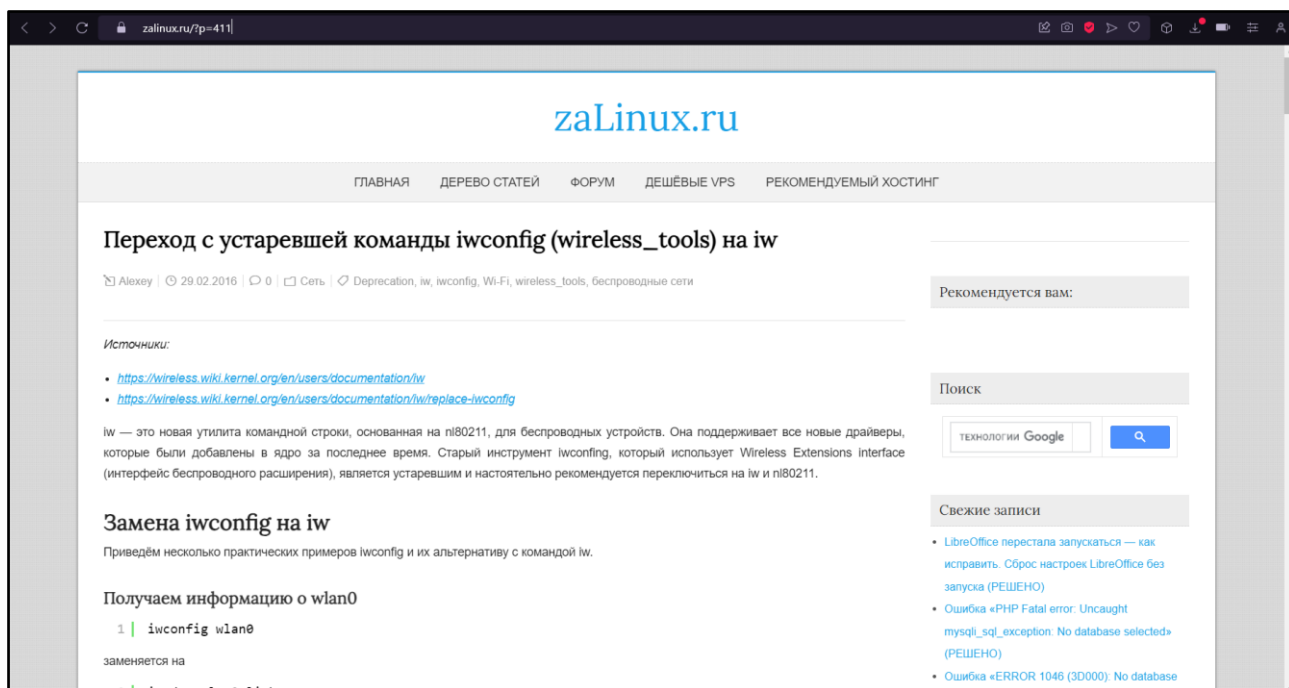 zalinux.ru/?p=411
zaLinux.ru
ГЛАВНАЯ ДЕРЕВО СТАТЕЙ ФОРУМ ДЕШЁВЫЕ VPS РЕКОМЕНДУЕМЫЙ ХОСТИНГ
Переход с устаревшей команды iwconfig (wireless_tools) на iw
Alexey 29.02.2016 0 Сеть Deprecation, iw, iwconfig, Wi-Fi, wireless_tools, беспроводные сети
Источники:
• https://wireless.wiki.kernel.org/en/users/documentation/iw
• https://wireless.wiki.kernel.org/en/users/documentation/iw/replace-iwconfig
iw — это новая утилита командной строки, основанная на nl80211, для беспроводных устройств. Она поддерживает все новые драйверы,
которые были добавлены в ядро за последнее время. Старый инструмент iwconfing, который использует Wireless Extensions interface
(интерфейс беспроводного расширения), является устаревшим и настоятельно рекомендуется переключиться на iw и nl80211.
Замена iwconfig на iw
Приведём несколько практических примеров iwconfig и их альтернативу с командой iw.
Получаем информацию о wlan0
1 iwconfig wlan0
заменяется на
Рекомендуется вам:
Поиск
ТЕХНОЛОГИИ Google
Свежие записи
• LibreOffice перестала запускаться — как
исправить. Сброс настроек LibreOffice без
запуска (РЕШЕНО)
• Ошибка «PHP Fatal error: Uncaught
mysqli_sql_exception: No database selected»
(РЕШЕНО)
• Ошибка «ERROR 1046 (3D000): No database